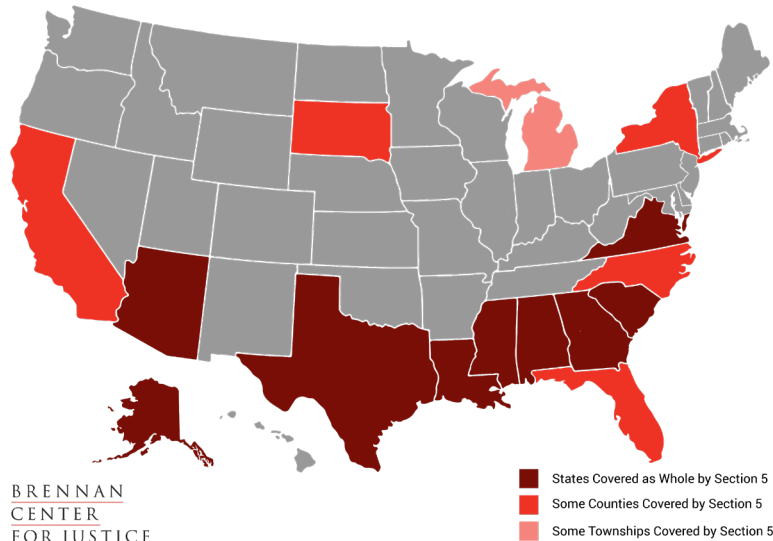 States Covered as Whole by Section 5
Some Counties Covered by Section 5
Some Townships Covered by Section 5
BRENNAN
CENTER
FOR JUSTICE